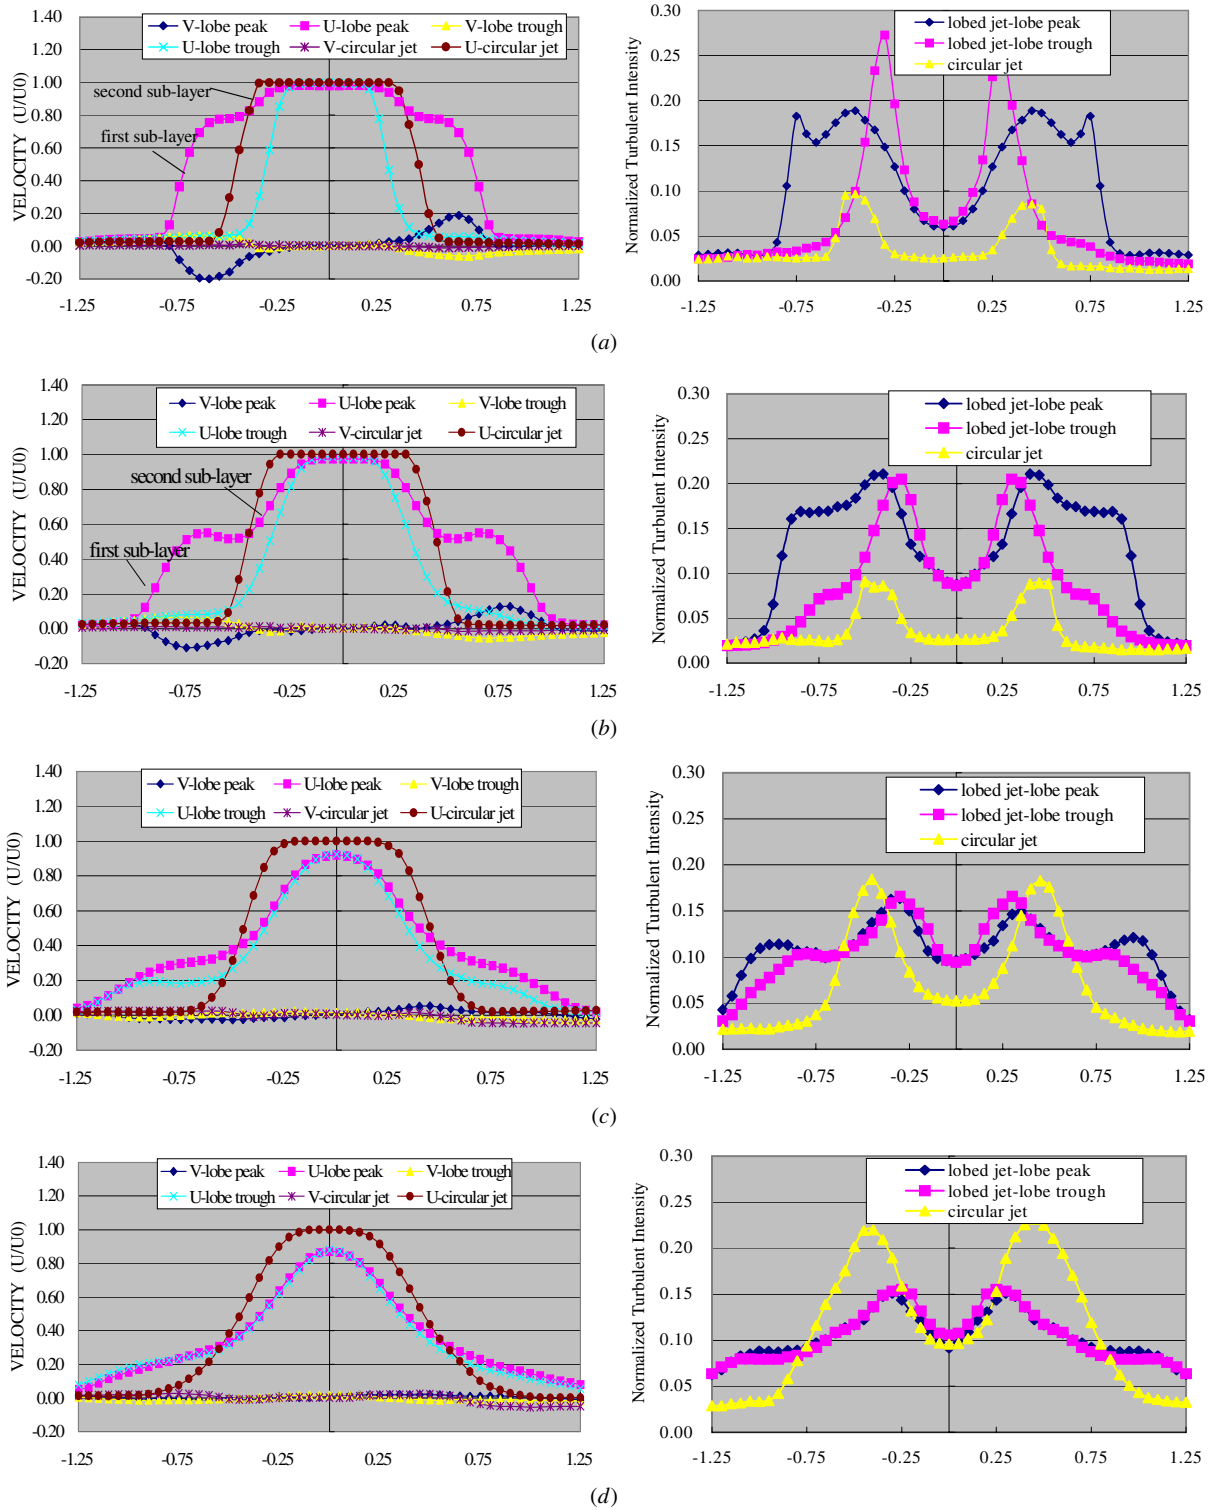 1.40
1.20
1.00
0.80
0.60
0.40
0.20
0.00
-0.20
VELOCITY (U/U0)
V-lobe peak U-lobe peak V-lobe trough
U-lobe trough V-circular jet U-circular jet
second sub-layer
first sub-layer
-1.25 -0.75 -0.25 0.25 0.75 1.25
0.30
0.25
0.20
0.15
0.10
0.05
0.00
Normalized Turbulent Intensity
lobed jet-lobe peak
lobed jet-lobe trough
circular jet
-1.25 -0.75 -0.25 0.25 0.75 1.25
(a)
1.40
1.20
1.00
0.80
0.60
0.40
0.20
0.00
-0.20
VELOCITY (U/U0)
V-lobe peak U-lobe peak V-lobe trough
U-lobe trough V-circular jet U-circular jet
second sub-layer
first sub-layer
-1.25 -0.75 -0.25 0.25 0.75 1.25
0.30
0.25
0.20
0.15
0.10
0.05
0.00
Normalized Turbulent Intensity
lobed jet-lobe peak
lobed jet-lobe trough
circular jet
-1.25 -0.75 -0.25 0.25 0.75 1.25
(b)
1.40
1.20
1.00
0.80
0.60
0.40
0.20
0.00
-0.20
VELOCITY (U/U0)
V-lobe peak U-lobe peak V-lobe trough
U-lobe trough V-circular jet U-circular jet
-1.25 -0.75 -0.25 0.25 0.75 1.25
0.30
0.25
0.20
0.15
0.10
0.05
0.00
Normalized Turbulent Intensity
lobed jet-lobe peak
lobed jet-lobe trough
circular jet
-1.25 -0.75 -0.25 0.25 0.75 1.25
(c)
1.40
1.20
1.00
0.80
0.60
0.40
0.20
0.00
-0.20
VELOCITY (U/U0)
V-lobe peak U-lobe peak V-lobe trough
U-lobe trough V-circular jet U-circular jet
-1.25 -0.75 -0.25 0.25 0.75 1.25
0.30
0.25
0.20
0.15
0.10
0.05
0.00
Normalized Turbulent Intensity
lobed jet-lobe peak
lobed jet-lobe trough
circular jet
-1.25 -0.75 -0.25 0.25 0.75 1.25
(d)